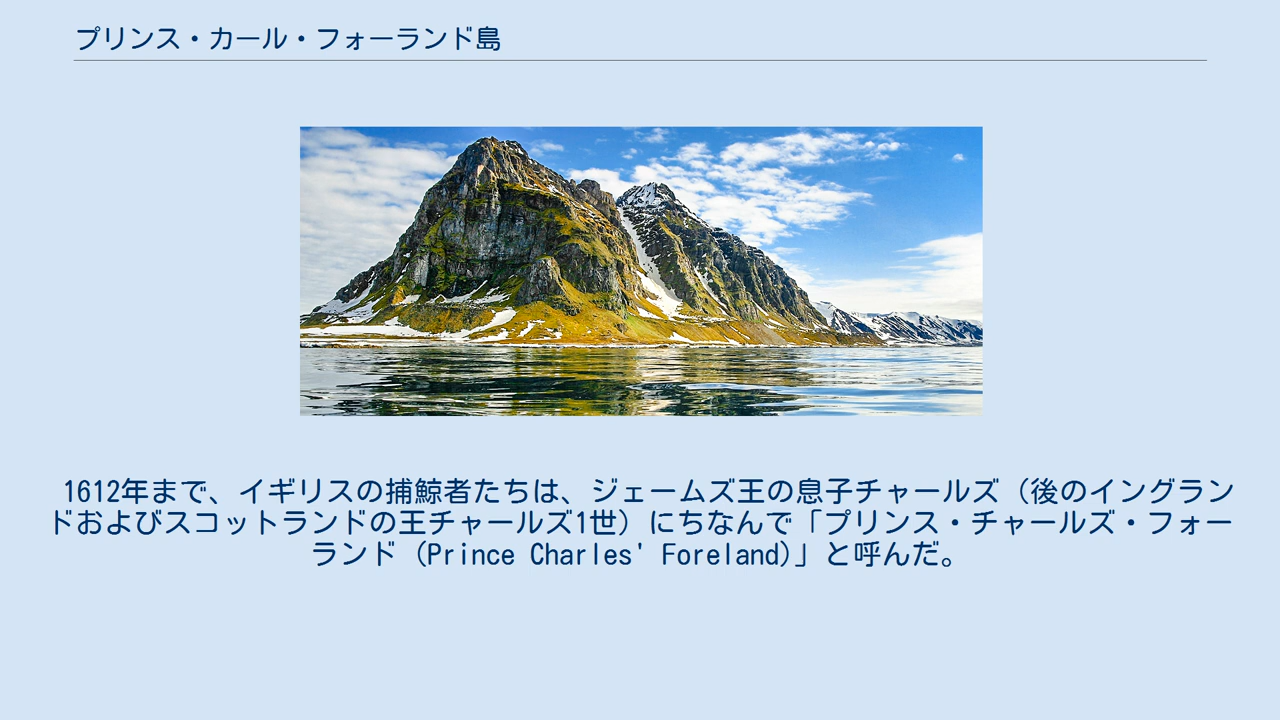 プリンス・カール・フォーランド島
1612年まで、イギリスの捕鯨者たちは、ジェームズ王の息子チャールズ（後のイングラン
ドおよびスコットランドの王チャールズ1世）にちなんで「プリンス・チャールズ・フォー
ランド (Prince Charles' Foreland)」と呼んだ。